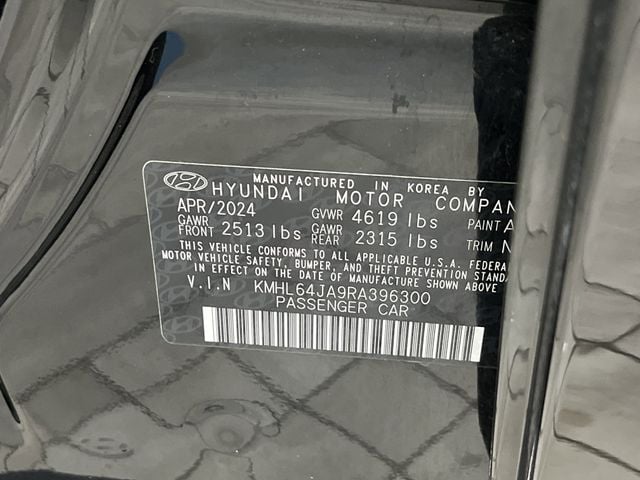 MANUFACTURED IN KOREA BY
HYUNDAI MOTOR COMPAN
APR/2024 GVWR 4619 lbs PAINT A
GAWR FRONT 2513 lbs GAWR REAR 2315 lbs TRIM N
THIS VEHICLE CONFORMS TO ALL APPLICABLE U.S.A. FEDERA
MOTOR VEHICLE SAFETY, BUMPER, AND THEFT PREVENTION STAND
IN EFFECT ON THE DATE OF MANUFACTURE SHOWN ABOVE
V.I.N KMHL64JA9RA396300
PASSENGER CAR